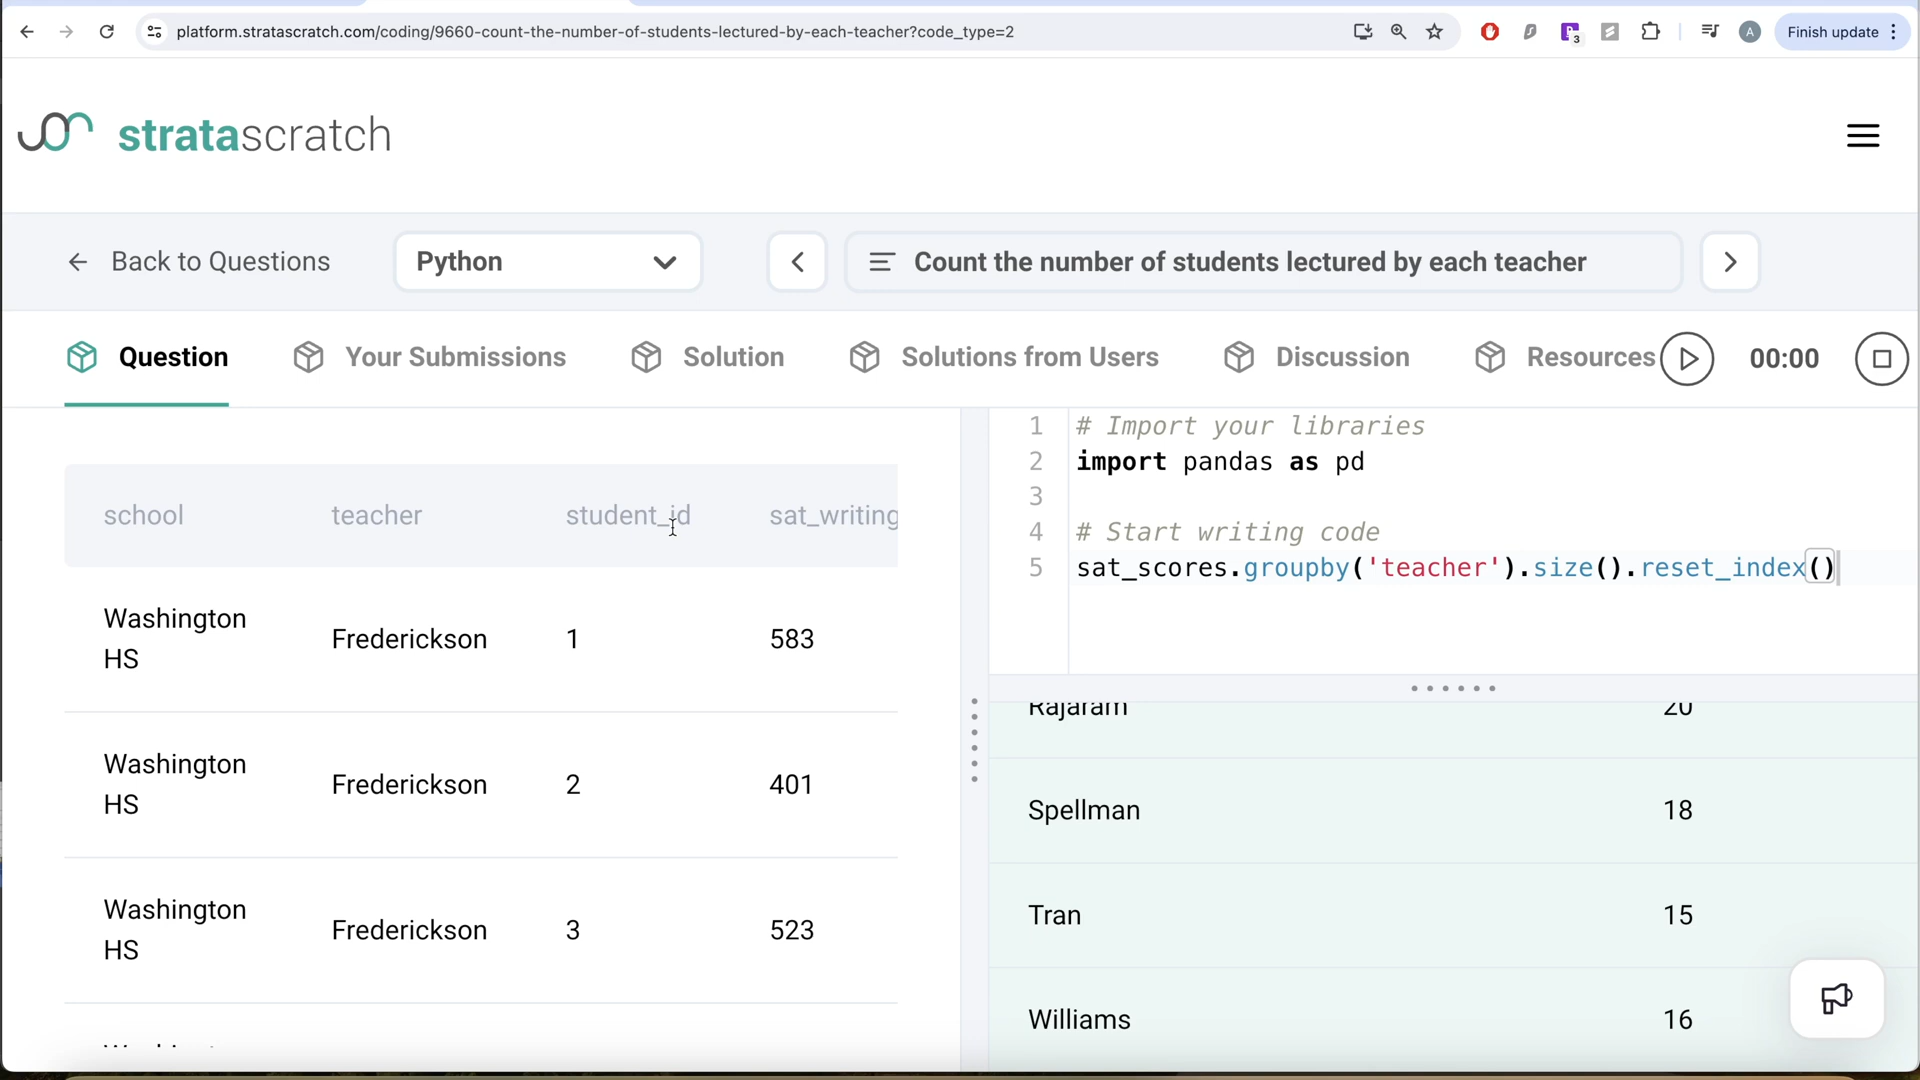 platform.stratascratch.com/coding/9660-count-the-number-of-students-lectured-by-each-teacher?code_type=2
3
A
Finish update
stratascratch
Back to Questions
Python
Count the number of students lectured by each teacher
Question
Your Submissions
Solution
Solutions from Users
Discussion
Resources
00:00
school teacher student_id sat_writing
Washington HS Frederickson 1 583
Washington HS Frederickson 2 401
Washington HS Frederickson 3 523
1 # Import your libraries
2 import pandas as pd
3
4 # Start writing code
5 sat_scores.groupby('teacher').size().reset_index()
Rajaram 20
Spellman 18
Tran 15
Williams 16